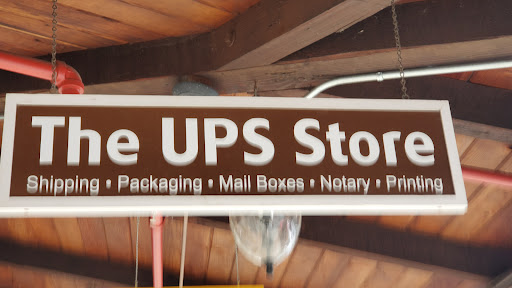 The UPS Store
Shipping • Packaging • Mail Boxes • Notary • Printing